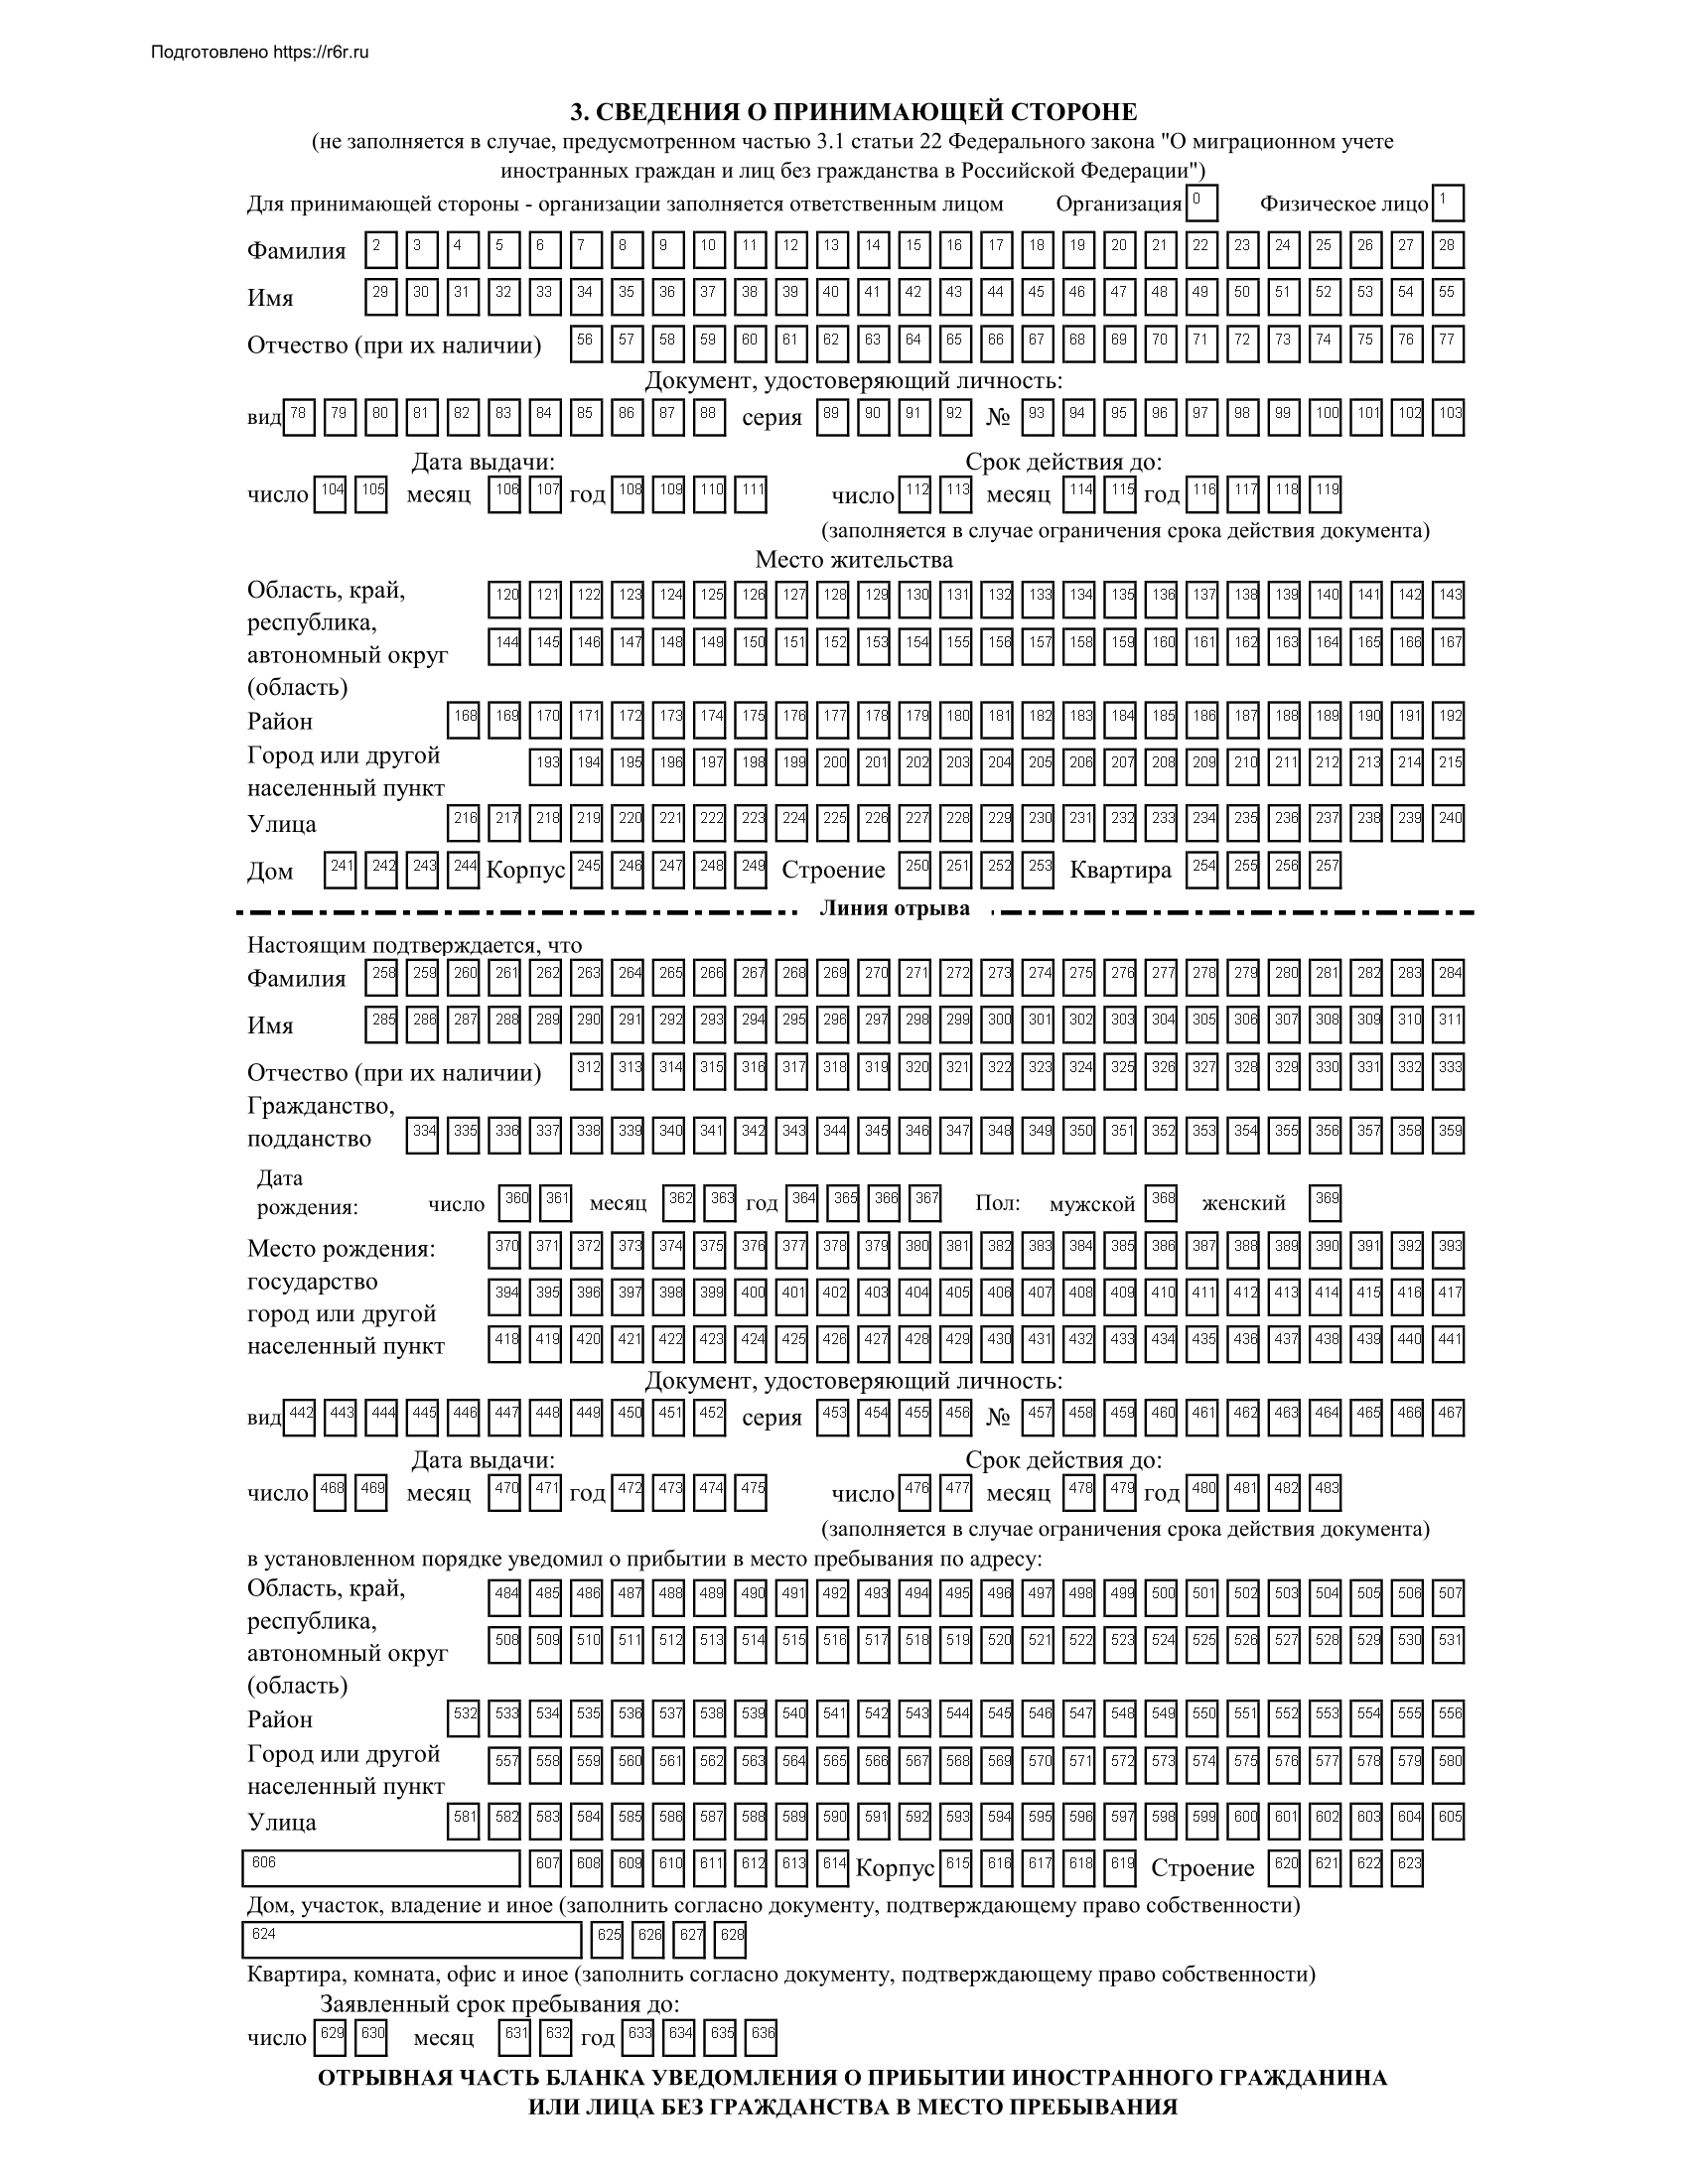 Подготовлено https://r6r.ru
3. СВЕДЕНИЯ О ПРИНИМАЮЩЕЙ СТОРОНЕ
(не заполняется в случае, предусмотренном частью 3.1 статьи 22 Федерального закона "О миграционном учете
иностранных граждан и лиц без гражданства в Российской Федерации")
Для принимающей стороны - организации заполняется ответственным лицом Организация 0 Физическое лицо 1
Фамилия 2 3 4 5 6 7 8 9 10 11 12 13 14 15 16 17 18 19 20 21 22 23 24 25 26 27 28
Имя 29 30 31 32 33 34 35 36 37 38 39 40 41 42 43 44 45 46 47 48 49 50 51 52 53 54 55
Отчество (при их наличии) 56 57 58 59 60 61 62 63 64 65 66 67 68 69 70 71 72 73 74 75 76 77
Документ, удостоверяющий личность:
вид 78 79 80 81 82 83 84 85 86 87 88 серия 89 90 91 92 № 93 94 95 96 97 98 99 100 101 102 103
Дата выдачи: Срок действия до:
число 104 105 месяц 106 107 год 108 109 110 111 число 112 113 месяц 114 115 год 116 117 118 119
(заполняется в случае ограничения срока действия документа)
Место жительства
Область, край, 120 121 122 123 124 125 126 127 128 129 130 131 132 133 134 135 136 137 138 139 140 141 142 143
республика,
автономный округ 144 145 146 147 148 149 150 151 152 153 154 155 156 157 158 159 160 161 162 163 164 165 166 167
(область)
Район 168 169 170 171 172 173 174 175 176 177 178 179 180 181 182 183 184 185 186 187 188 189 190 191 192
Город или другой 193 194 195 196 197 198 199 200 201 202 203 204 205 206 207 208 209 210 211 212 213 214 215
населенный пункт
Улица 216 217 218 219 220 221 222 223 224 225 226 227 228 229 230 231 232 233 234 235 236 237 238 239 240
Дом 241 242 243 244 Корпус 245 246 247 248 249 Строение 250 251 252 253 Квартира 254 255 256 257
Линия отрыва
Настоящим подтверждается, что
Фамилия 258 259 260 261 262 263 264 265 266 267 268 269 270 271 272 273 274 275 276 277 278 279 280 281 282 283 284
Имя 285 286 287 288 289 290 291 292 293 294 295 296 297 298 299 300 301 302 303 304 305 306 307 308 309 310 311
Отчество (при их наличии) 312 313 314 315 316 317 318 319 320 321 322 323 324 325 326 327 328 329 330 331 332 333
Гражданство,
подданство 334 335 336 337 338 339 340 341 342 343 344 345 346 347 348 349 350 351 352 353 354 355 356 357 358 359
Дата
рождения: число 360 361 месяц 362 363 год 364 365 366 367 Пол: мужской 368 женский 369
Место рождения: 370 371 372 373 374 375 376 377 378 379 380 381 382 383 384 385 386 387 388 389 390 391 392 393
государство 394 395 396 397 398 399 400 401 402 403 404 405 406 407 408 409 410 411 412 413 414 415 416 417
город или другой
населенный пункт 418 419 420 421 422 423 424 425 426 427 428 429 430 431 432 433 434 435 436 437 438 439 440 441
Документ, удостоверяющий личность:
вид 442 443 444 445 446 447 448 449 450 451 452 серия 453 454 455 456 № 457 458 459 460 461 462 463 464 465 466 467
Дата выдачи: Срок действия до:
число 468 469 месяц 470 471 год 472 473 474 475 число 476 477 месяц 478 479 год 480 481 482 483
(заполняется в случае ограничения срока действия документа)
в установленном порядке уведомил о прибытии в место пребывания по адресу:
Область, край, 484 485 486 487 488 489 490 491 492 493 494 495 496 497 498 499 500 501 502 503 504 505 506 507
республика,
автономный округ 508 509 510 511 512 513 514 515 516 517 518 519 520 521 522 523 524 525 526 527 528 529 530 531
(область)
Район 532 533 534 535 536 537 538 539 540 541 542 543 544 545 546 547 548 549 550 551 552 553 554 555 556
Город или другой 557 558 559 560 561 562 563 564 565 566 567 568 569 570 571 572 573 574 575 576 577 578 579 580
населенный пункт
Улица 581 582 583 584 585 586 587 588 589 590 591 592 593 594 595 596 597 598 599 600 601 602 603 604 605
606 607 608 609 610 611 612 613 614 Корпус 615 616 617 618 619 Строение 620 621 622 623
Дом, участок, владение и иное (заполнить согласно документу, подтверждающему право собственности)
624 625 626 627 628
Квартира, комната, офис и иное (заполнить согласно документу, подтверждающему право собственности)
Заявленный срок пребывания до:
число 629 630 месяц 631 632 год 633 634 635 636
ОТРЫВНАЯ ЧАСТЬ БЛАНКА УВЕДОМЛЕНИЯ О ПРИБЫТИИ ИНОСТРАННОГО ГРАЖДАНИНА
ИЛИ ЛИЦА БЕЗ ГРАЖДАНСТВА В МЕСТО ПРЕБЫВАНИЯ